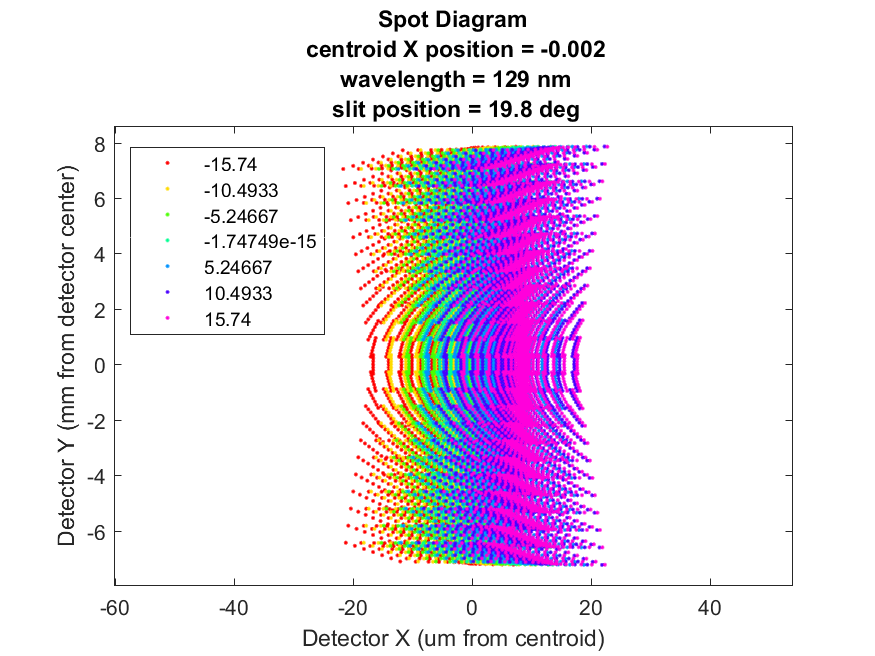 Spot Diagram
centroid X position = -0.002
wavelength = 129 nm
slit position = 19.8 deg
8
6
4
2
0
-2
-4
-6
Detector Y (mm from detector center)
-15.74
-10.4933
-5.24667
-1.74749e-15
5.24667
10.4933
15.74
-60 -40 -20 0 20 40
Detector X (um from centroid)